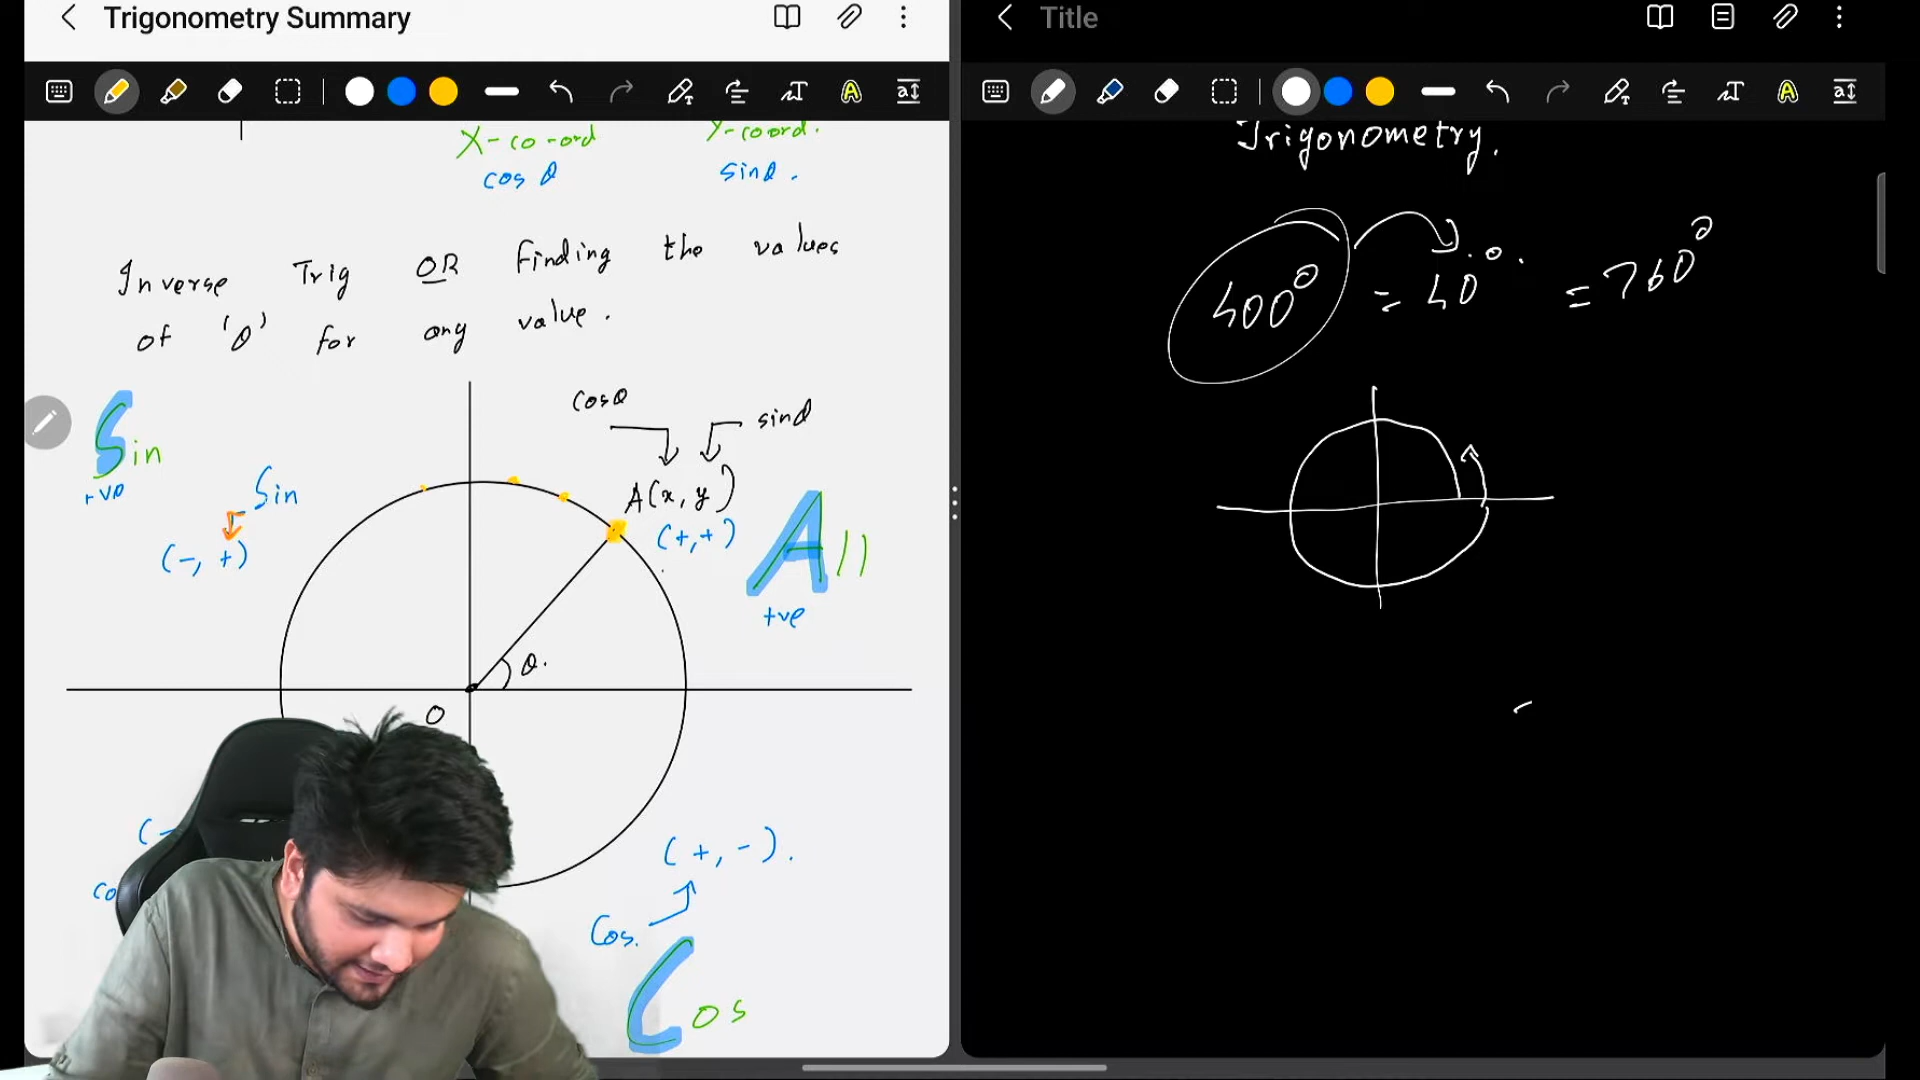 Trigonometry Summary
X-co-ord Y-coord.
cos θ sinθ.
Inverse Trig OR finding the values
of 'θ' for any value.
Sin
+ve
Sin
(-, +)
cosθ
sinθ
A(x, y)
(+,+)
All
+ve
θ.
O
(-
co
(+, -).
Cos.
Cos
Title
Trigonometry.
400° = 40°. = 760°